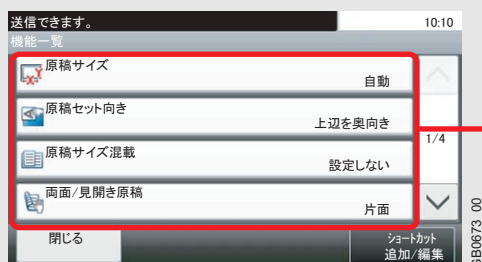 送信できます。 10:10
機能一覧
原稿サイズ
自動
原稿セット向き
上辺を奥向き
1/4
原稿サイズ混載
設定しない
両面/見開き原稿
片面
閉じる
ショートカット
追加/編集
GB0673_00